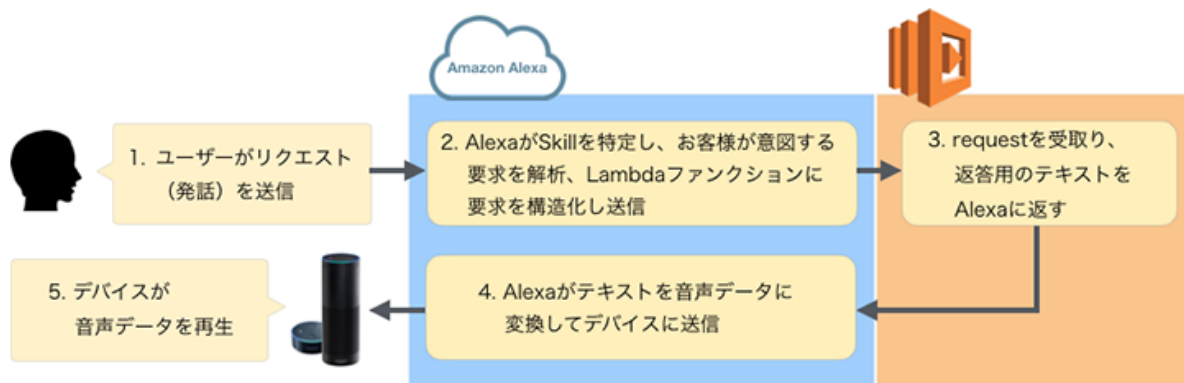 Amazon Alexa
1. ユーザーがリクエスト
（発話）を送信
2. AlexaがSkillを特定し、お客様が意図する
要求を解析、Lambdaファンクションに
要求を構造化し送信
3. requestを受取り、
返答用のテキストを
Alexaに返す
4. Alexaがテキストを音声データに
変換してデバイスに送信
5. デバイスが
音声データを再生